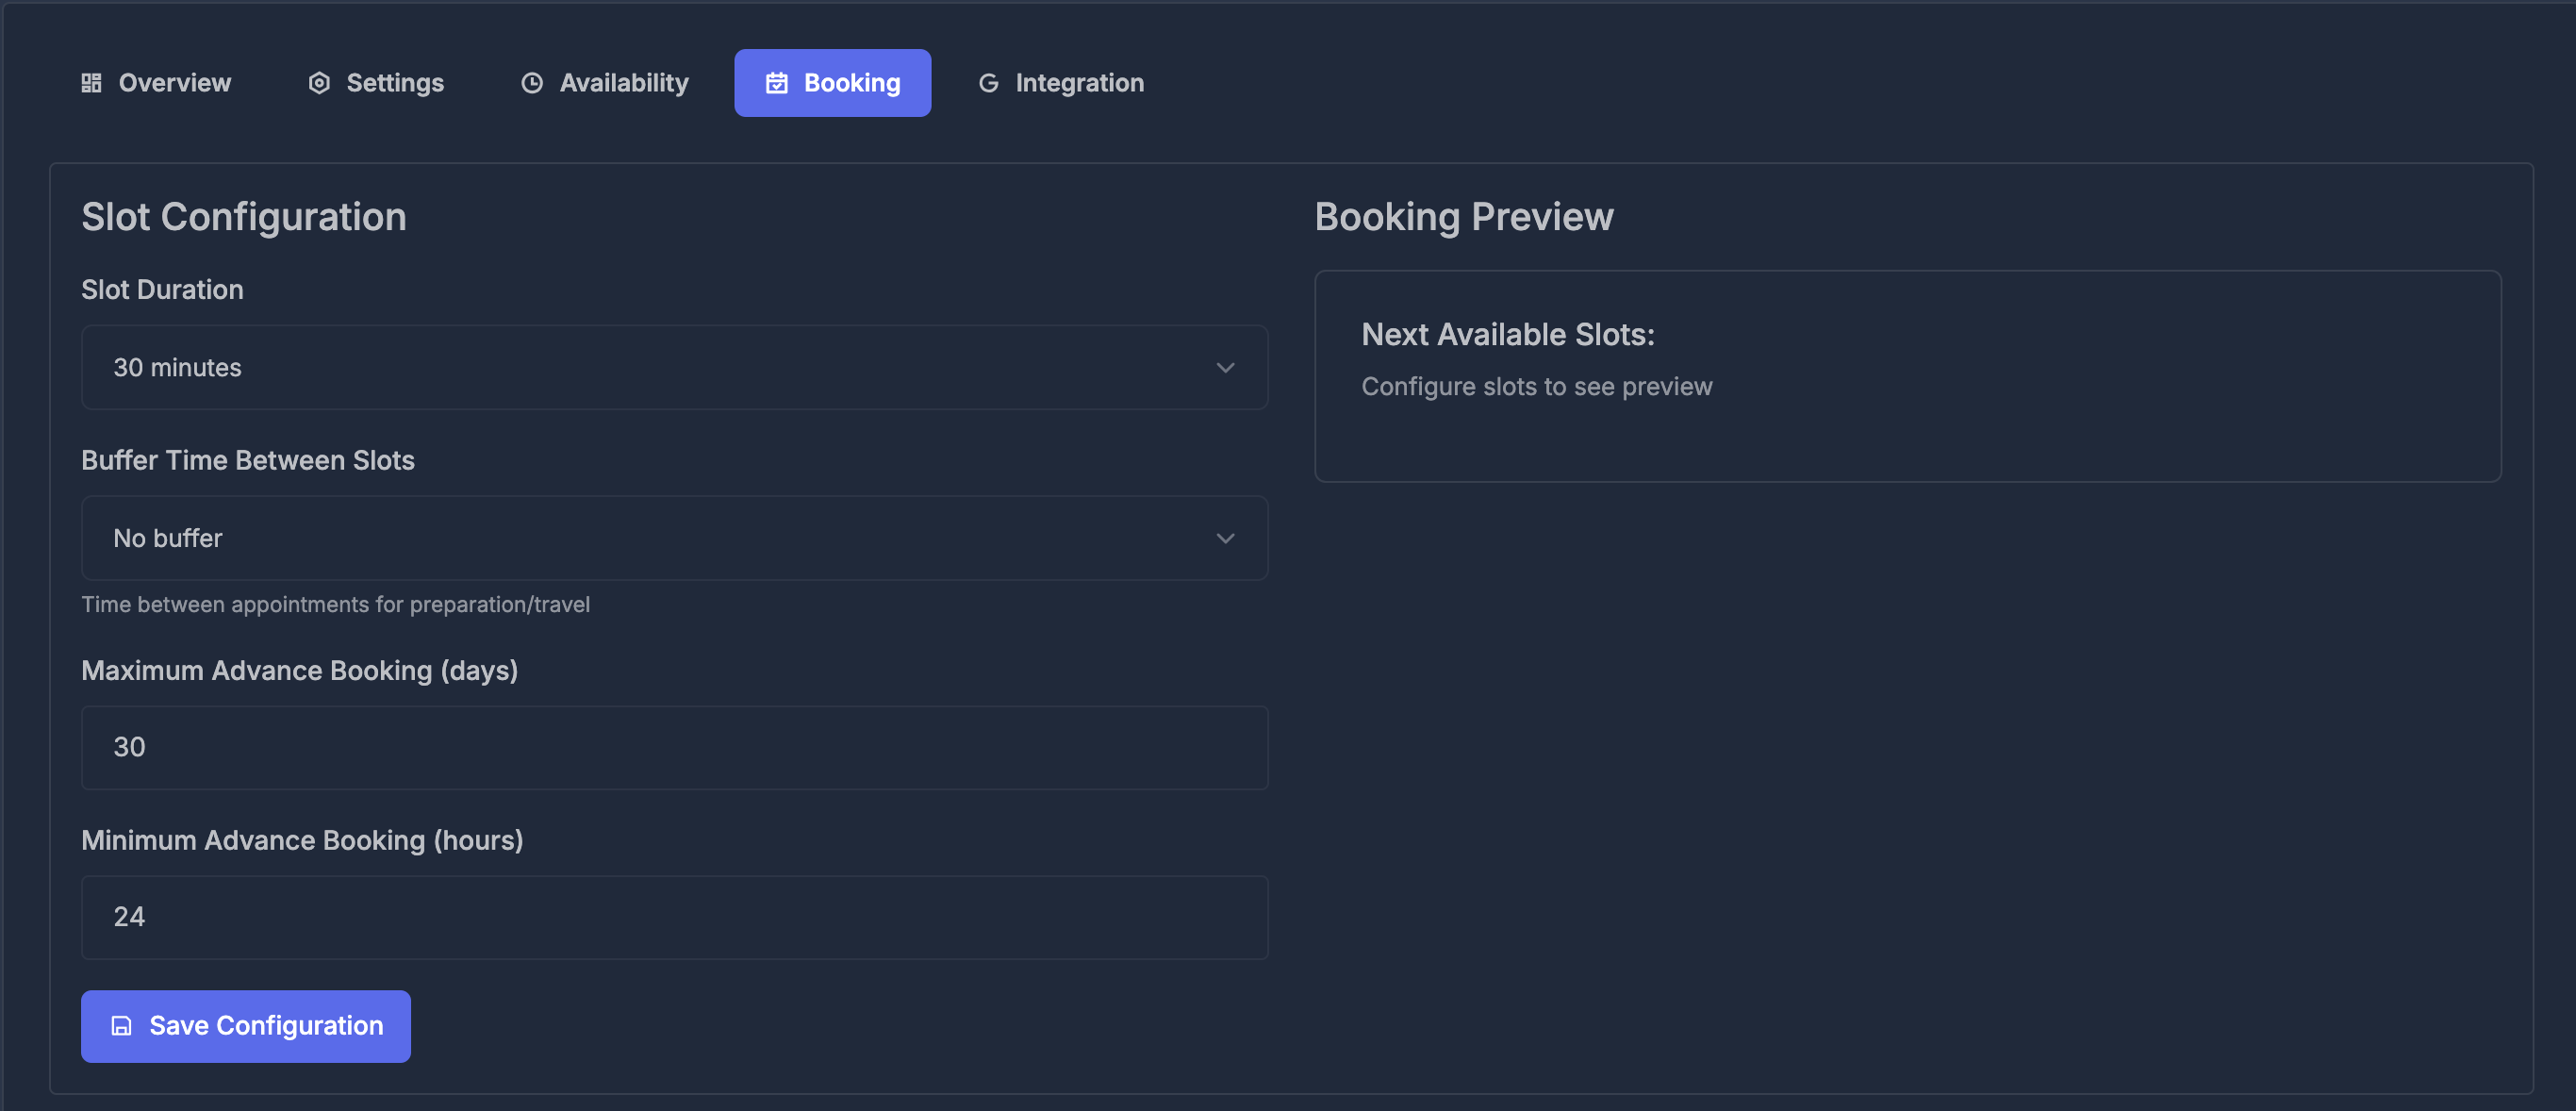 Overview
Settings
Availability
Booking
Integration
Slot Configuration
Slot Duration
30 minutes
Buffer Time Between Slots
No buffer
Time between appointments for preparation/travel
Maximum Advance Booking (days)
30
Minimum Advance Booking (hours)
24
Save Configuration
Booking Preview
Next Available Slots:
Configure slots to see preview